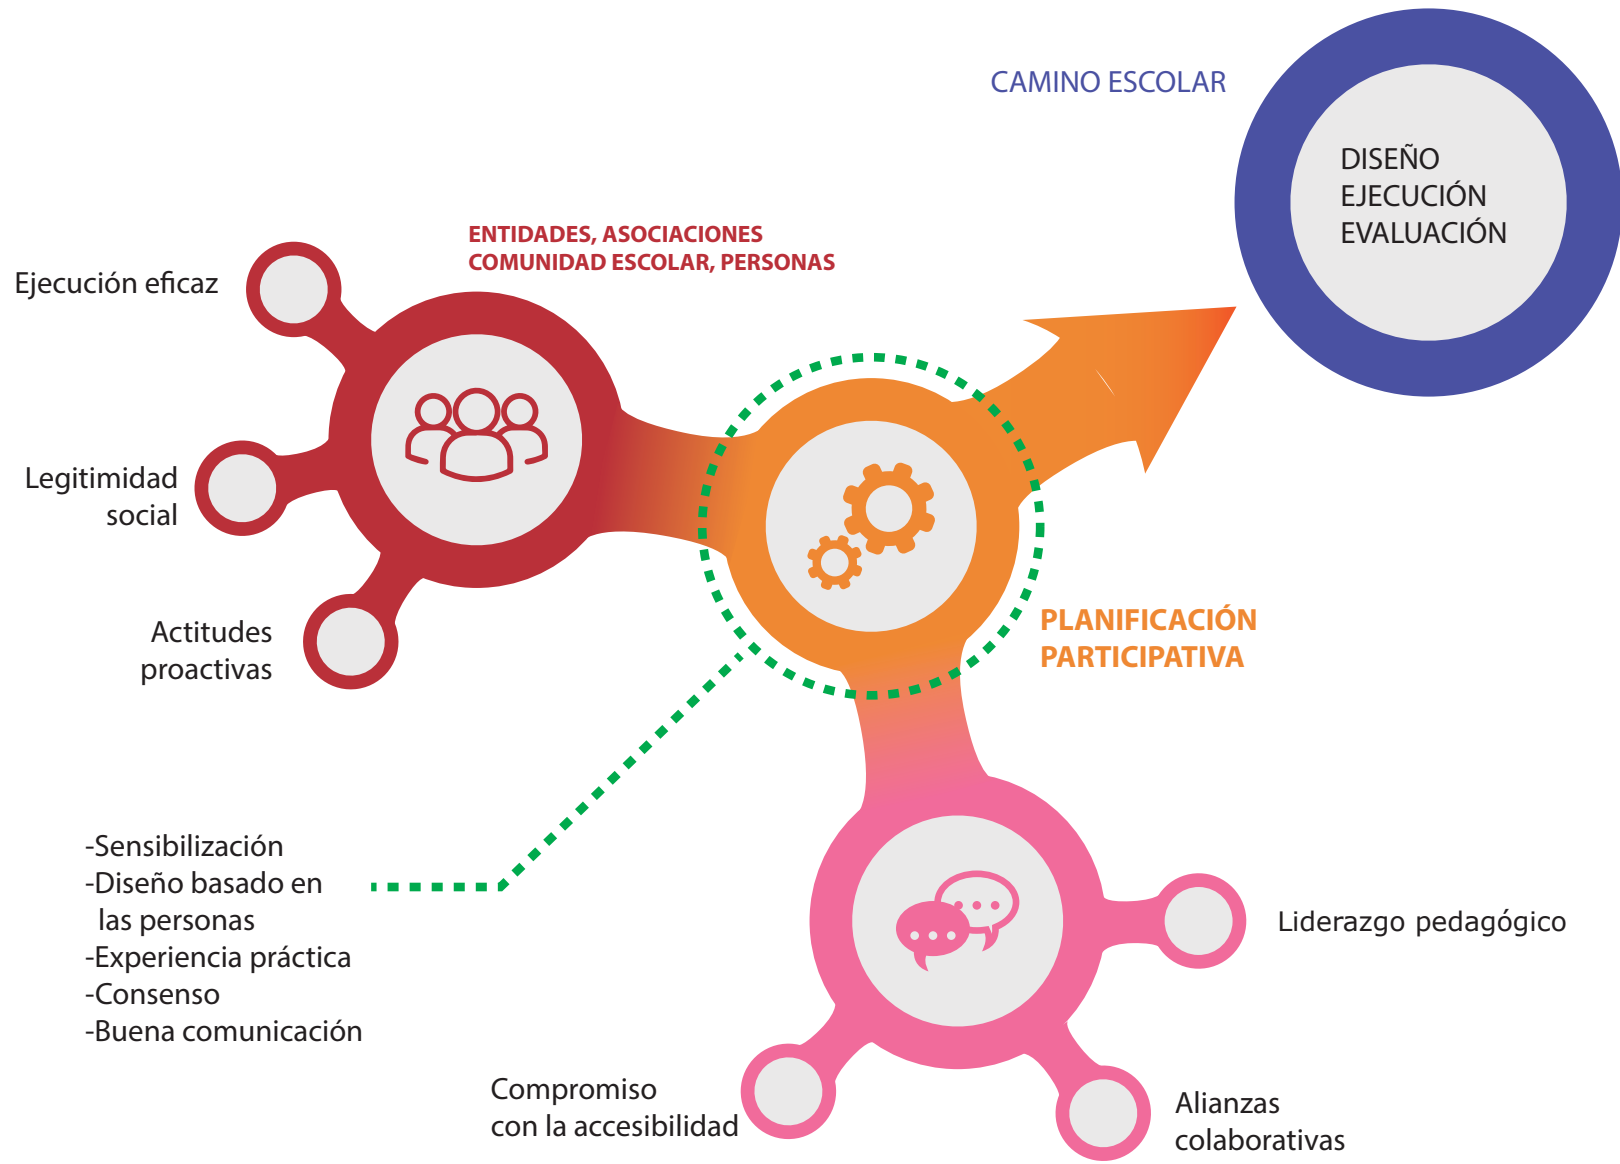 CAMINO ESCOLAR
DISEÑO
EJECUCIÓN
EVALUACIÓN
ENTIDADES, ASOCIACIONES
COMUNIDAD ESCOLAR, PERSONAS
Ejecución eficaz
Legitimidad
social
Actitudes
proactivas
PLANIFICACIÓN
PARTICIPATIVA
-Sensibilización
-Diseño basado en
las personas
-Experiencia práctica
-Consenso
-Buena comunicación
Liderazgo pedagógico
Compromiso
con la accesibilidad
Alianzas
colaborativas